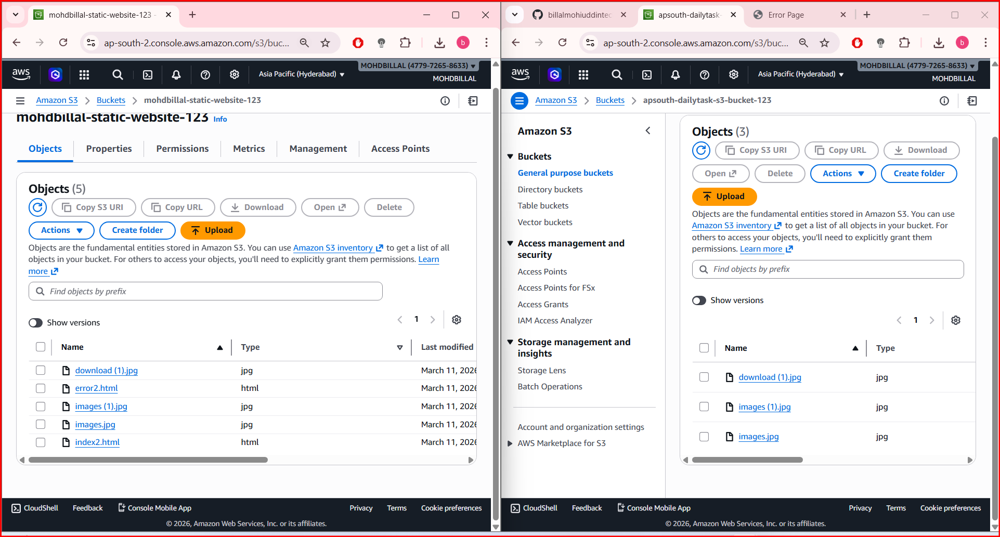 mohdbillal-static-website-123 -
ap-south-2.console.aws.amazon.com/s3/buc...
b
aws
Asia Pacific (Hyderabad) ▼
MOHDBILLAL (4779-7265-8633) ▼
MOHDBILLAL
Amazon S3 > Buckets > mohdbillal-static-website-123
mohdbillal-static-website-123 Info
Objects
Properties
Permissions
Metrics
Management
Access Points
Objects (5)
Copy S3 URI
Copy URL
Download
Open
Delete
Actions ▼
Create folder
Upload
Objects are the fundamental entities stored in Amazon S3. You can use Amazon S3 inventory to get a list of all
objects in your bucket. For others to access your objects, you'll need to explicitly grant them permissions. Learn
more
Find objects by prefix
Show versions
1
Name Type Last modified
download (1).jpg jpg March 11, 2026
error2.html html March 11, 2026
images (1).jpg jpg March 11, 2026
images.jpg jpg March 11, 2026
index2.html html March 11, 2026
CloudShell Feedback Console Mobile App Privacy Terms Cookie preferences
© 2026, Amazon Web Services, Inc. or its affiliates.
billalmohiuddintec
apsouth-dailytask-
Error Page
ap-south-2.console.aws.amazon.com/s3/buc...
b
aws
Asia Pacific (Hyderabad) ▼
MOHDBILLAL (4779-7265-8633) ▼
MOHDBILLAL
Amazon S3 > Buckets > apsouth-dailytask-s3-bucket-123
Amazon S3
Buckets
General purpose buckets
Directory buckets
Table buckets
Vector buckets
Access management and
security
Access Points
Access Points for FSx
Access Grants
IAM Access Analyzer
Storage management and
insights
Storage Lens
Batch Operations
Account and organization settings
AWS Marketplace for S3
Objects (3)
Copy S3 URI
Copy URL
Download
Open
Delete
Actions ▼
Create folder
Upload
Objects are the fundamental entities stored in Amazon S3. You can use
Amazon S3 inventory to get a list of all objects in your bucket. For
others to access your objects, you'll need to explicitly grant them
permissions. Learn more
Find objects by prefix
Show versions
1
Name Type
download (1).jpg jpg
images (1).jpg jpg
images.jpg jpg
CloudShell Feedback Console Mobile App Privacy Terms Cookie preferences
© 2026, Amazon Web Services, Inc. or its affiliates.